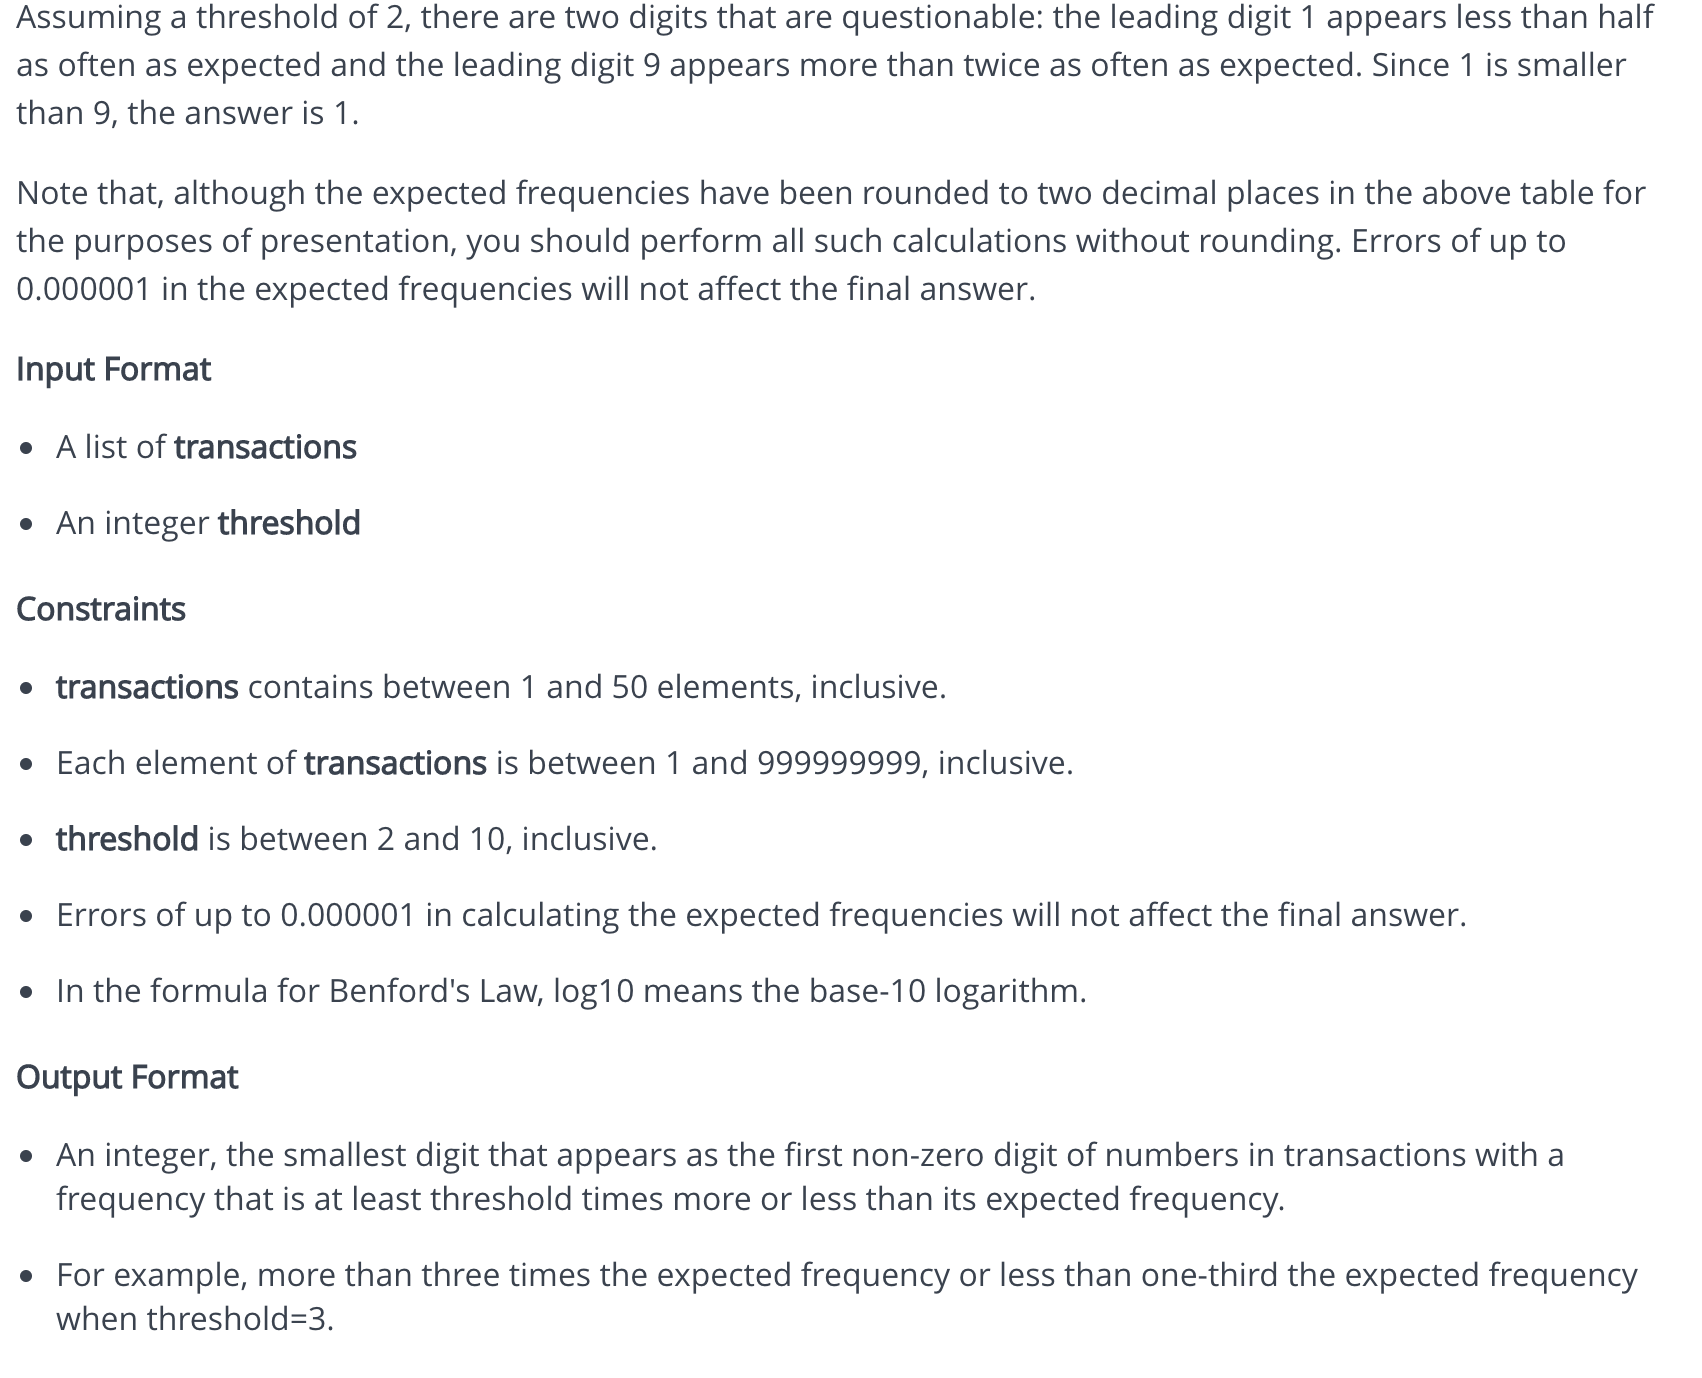 Assuming a threshold of 2, there are two digits that are questionable: the leading digit 1 appears less than half
as often as expected and the leading digit 9 appears more than twice as often as expected. Since 1 is smaller
than 9, the answer is 1.
Note that, although the expected frequencies have been rounded to two decimal places in the above table for
the purposes of presentation, you should perform all such calculations without rounding. Errors of up to
0.000001 in the expected frequencies will not affect the final answer.
Input Format
• A list of transactions
• An integer threshold
Constraints
• transactions contains between 1 and 50 elements, inclusive.
• Each element of transactions is between 1 and 999999999, inclusive.
• threshold is between 2 and 10, inclusive.
• Errors of up to 0.000001 in calculating the expected frequencies will not affect the final answer.
• In the formula for Benford's Law, log10 means the base-10 logarithm.
Output Format
• An integer, the smallest digit that appears as the first non-zero digit of numbers in transactions with a
frequency that is at least threshold times more or less than its expected frequency.
• For example, more than three times the expected frequency or less than one-third the expected frequency
when threshold=3.